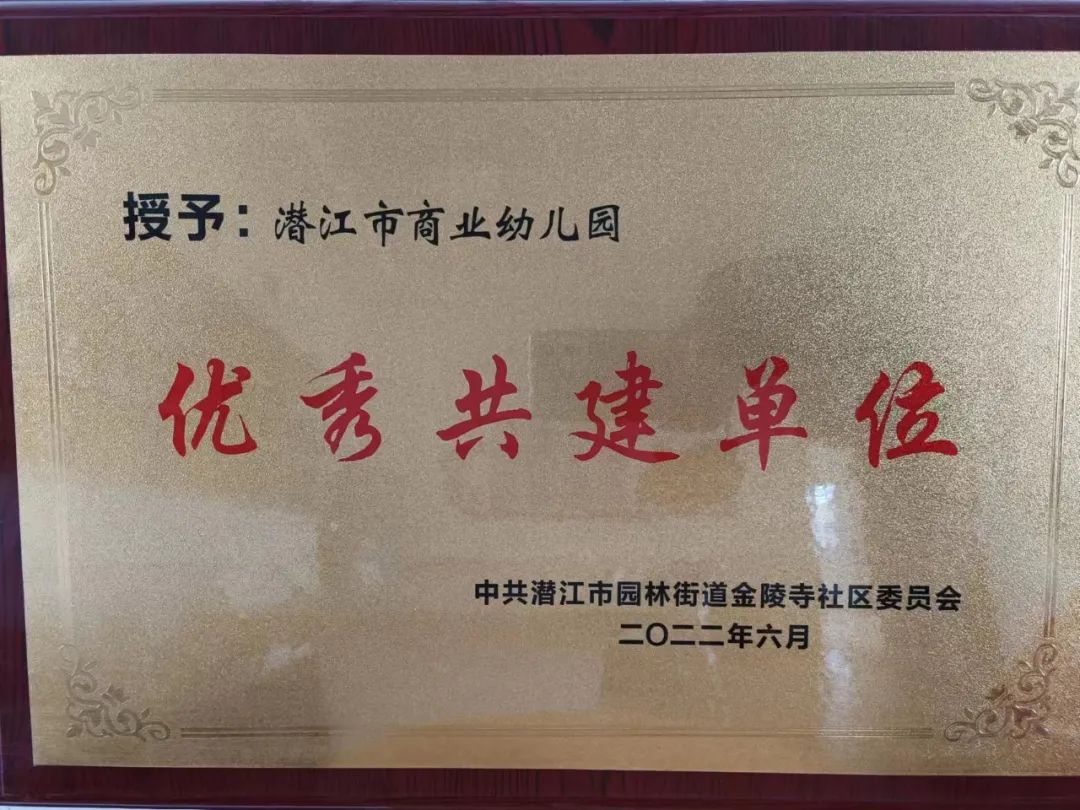 授予：潜江市商业幼儿园
优秀共建单位
中共潜江市园林街道金陵寺社区委员会
二〇二二年六月